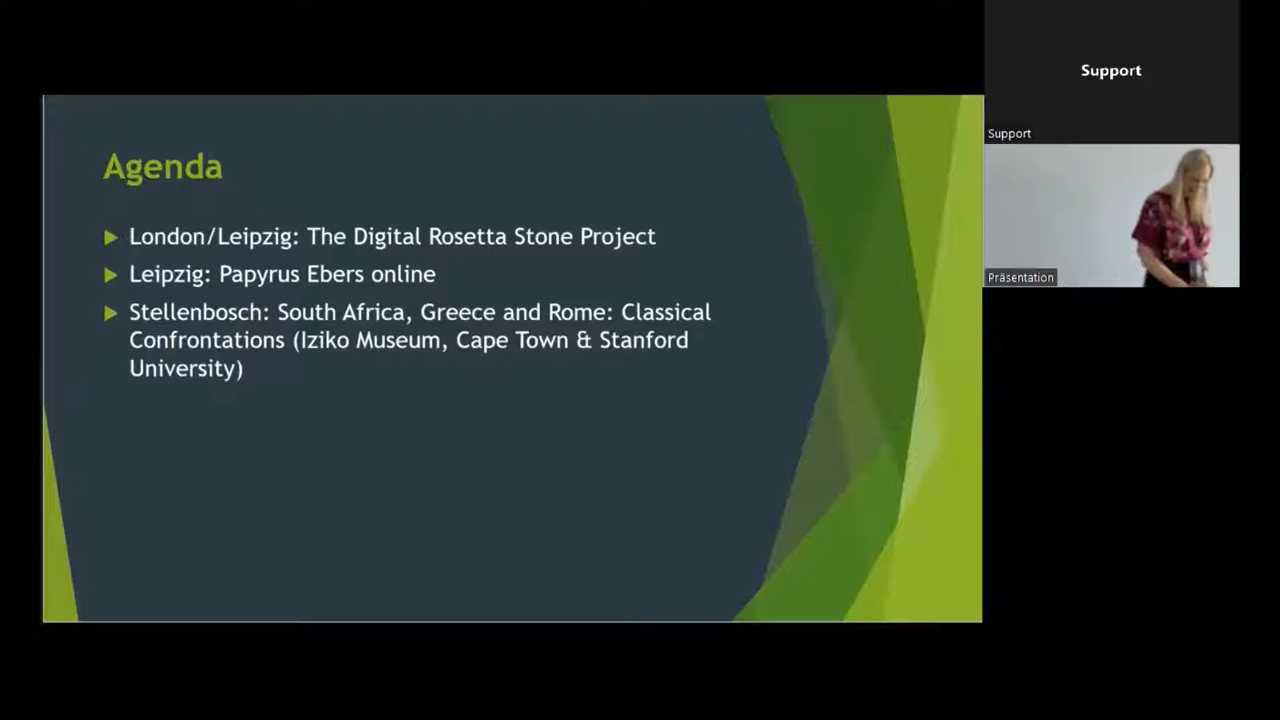 Agenda
London/Leipzig: The Digital Rosetta Stone Project
Leipzig: Papyrus Ebers online
Stellenbosch: South Africa, Greece and Rome: Classical
Confrontations (Iziko Museum, Cape Town & Stanford
University)
Support
Support
Präsentation